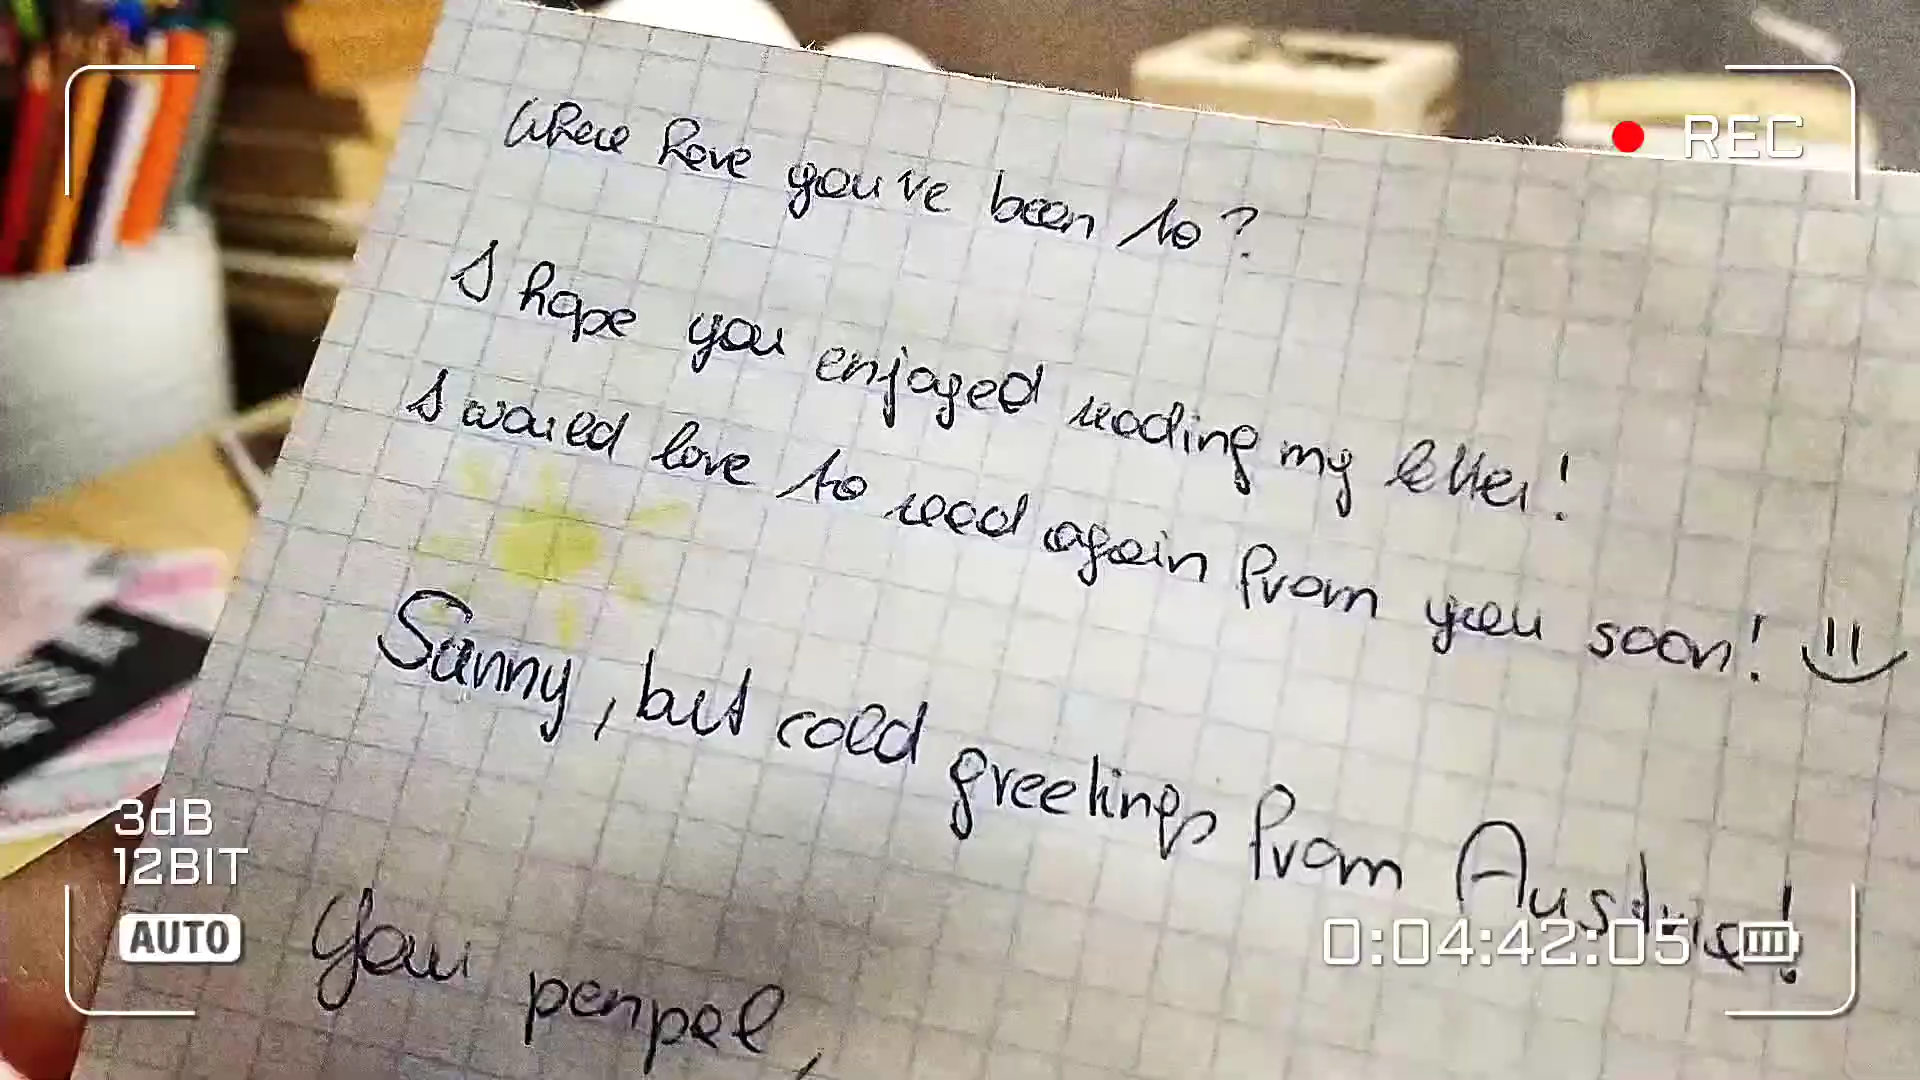 Where have you've been to?
I hope you enjoyed reading my letter!
I would love to read again from you soon!
Sunny, but cold greetings from Austria!
Your penpal,
REC
3dB
12BIT
AUTO
0:04:42:05